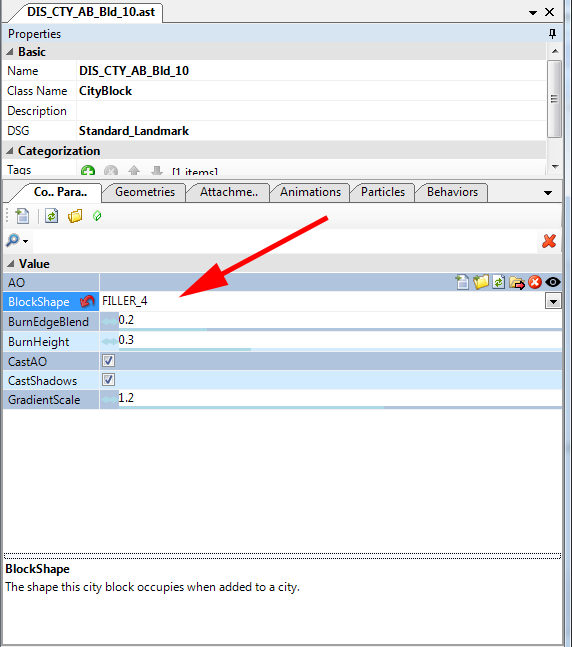 DIS_CTY_AB_Bld_10.ast
Properties
Basic
Name DIS_CTY_AB_Bld_10
Class Name CityBlock
Description
DSG Standard_Landmark
Categorization
Tags [1 items]
Co.. Para.. Geometries Attachme.. Animations Particles Behaviors
Value
AO
BlockShape FILLER_4
BurnEdgeBlend 0.2
BurnHeight 0.3
CastAO
CastShadows
GradientScale 1.2
BlockShape
The shape this city block occupies when added to a city.